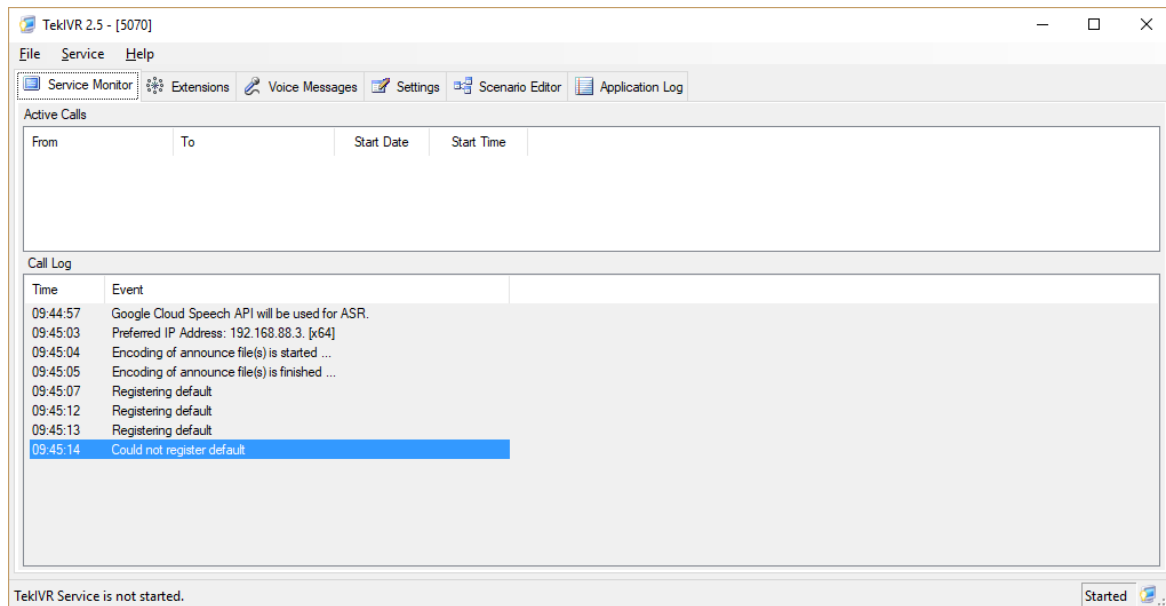 TekIVR 2.5 - [5070]
File Service Help
Service Monitor Extensions Voice Messages Settings Scenario Editor Application Log
Active Calls
From To Start Date Start Time
Call Log
Time Event
09:44:57 Google Cloud Speech API will be used for ASR.
09:45:03 Preferred IP Address: 192.168.88.3. [x64]
09:45:04 Encoding of announce file(s) is started ...
09:45:05 Encoding of announce file(s) is finished ...
09:45:07 Registering default
09:45:12 Registering default
09:45:13 Registering default
09:45:14 Could not register default
TekIVR Service is not started. Started